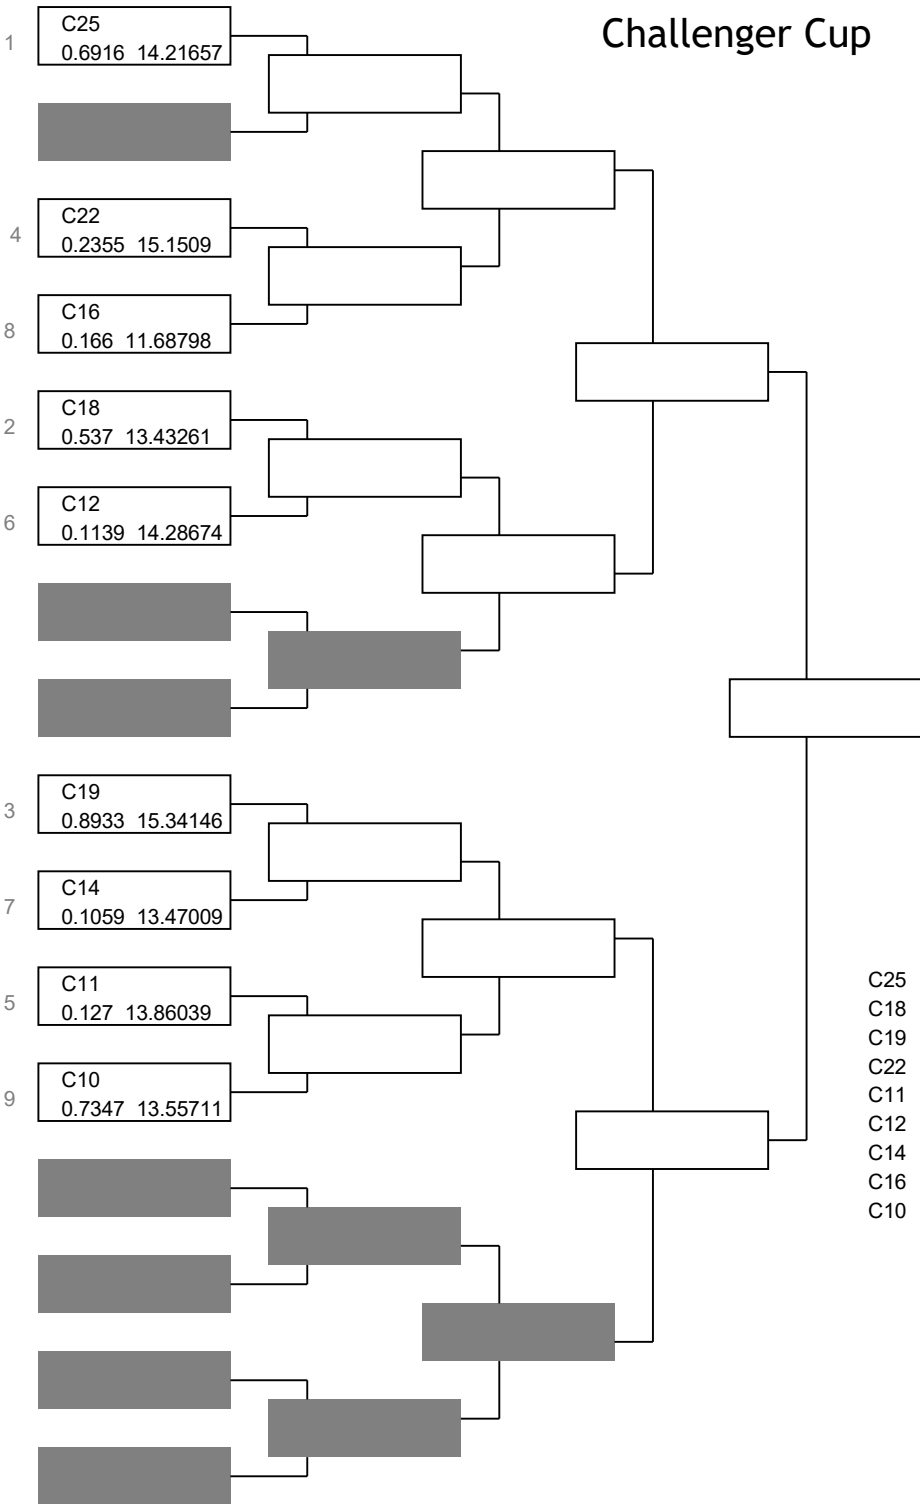 Challenger Cup
1
C25
0.6916 14.21657
4
C22
0.2355 15.1509
8
C16
0.166 11.68798
2
C18
0.537 13.43261
6
C12
0.1139 14.28674
3
C19
0.8933 15.34146
7
C14
0.1059 13.47009
5
C11
0.127 13.86039
9
C10
0.7347 13.55711
C25
C18
C19
C22
C11
C12
C14
C16
C10